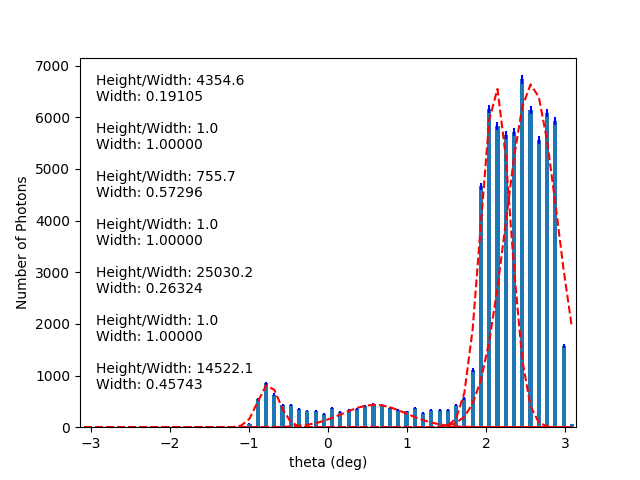 7000
6000
5000
4000
3000
2000
1000
0
Number of Photons
Height/Width: 4354.6
Width: 0.19105
Height/Width: 1.0
Width: 1.00000
Height/Width: 755.7
Width: 0.57296
Height/Width: 1.0
Width: 1.00000
Height/Width: 25030.2
Width: 0.26324
Height/Width: 1.0
Width: 1.00000
Height/Width: 14522.1
Width: 0.45743
−3 −2 −1 0 1 2 3
theta (deg)